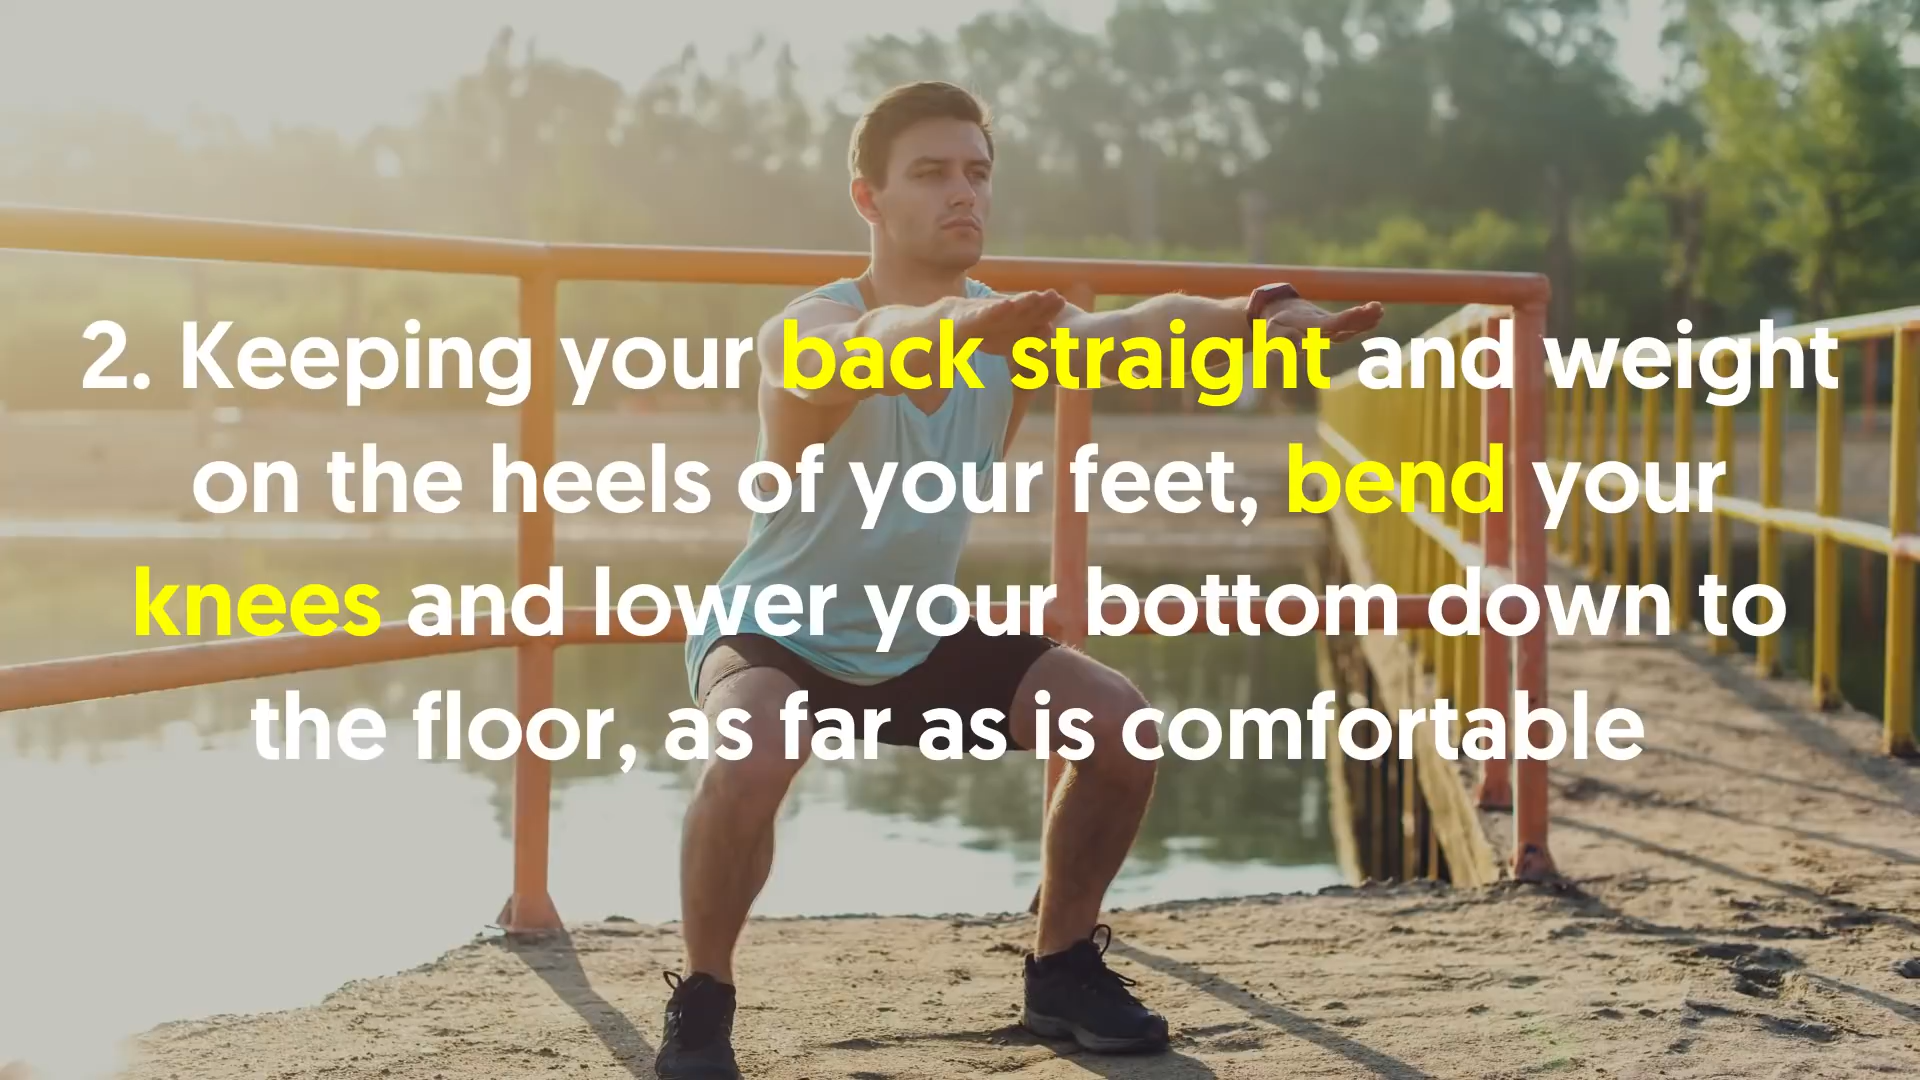 2. Keeping your back straight and weight
on the heels of your feet, bend your
knees and lower your bottom down to
the floor, as far as is comfortable